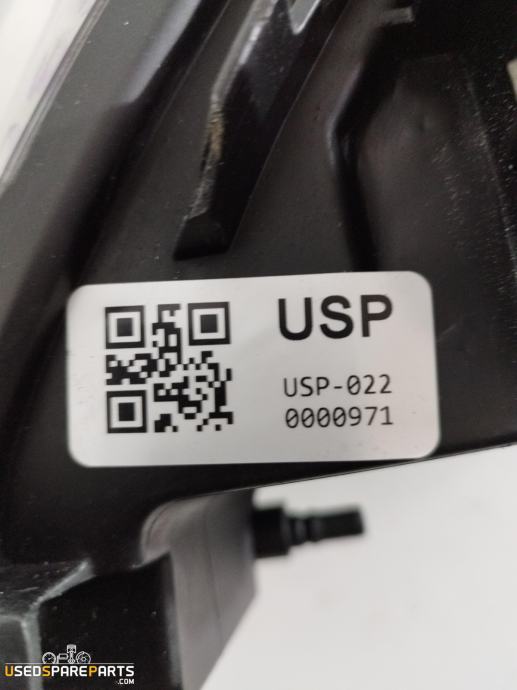 USP
USP-022
0000971
USEDSPAREPARTS
.COM